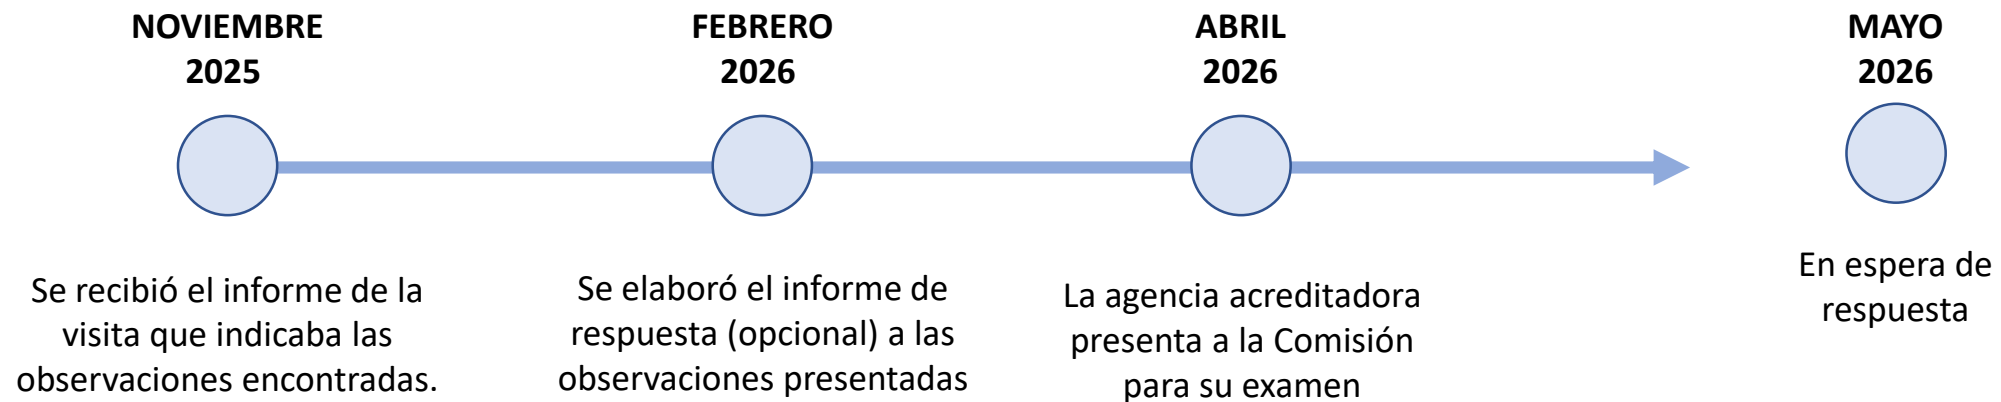 NOVIEMBRE
2025
Se recibió el informe de la
visita que indicaba las
observaciones encontradas.
FEBRERO
2026
Se elaboró el informe de
respuesta (opcional) a las
observaciones presentadas
ABRIL
2026
La agencia acreditadora
presenta a la Comisión
para su examen
MAYO
2026
En espera de
respuesta